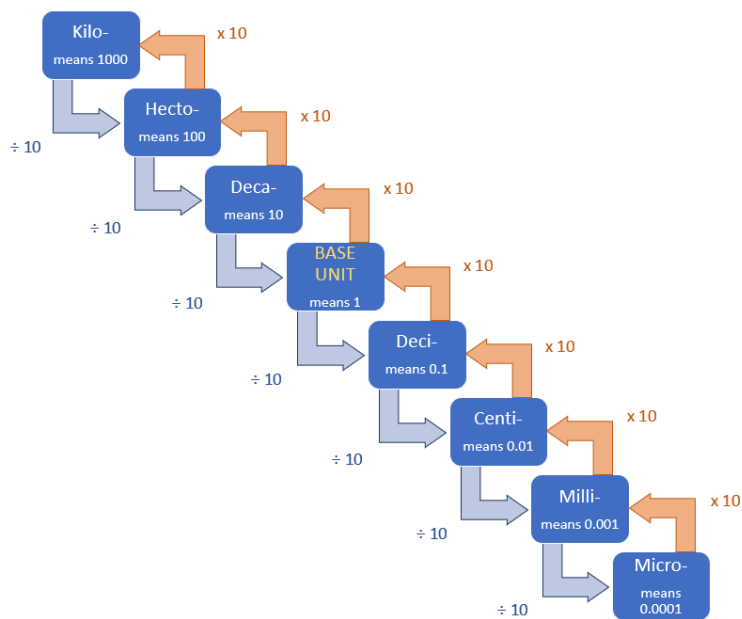 Kilo-
means 1000
x 10
Hecto-
means 100
x 10
÷ 10
Deca-
means 10
x 10
÷ 10
BASE
UNIT
means 1
x 10
÷ 10
Deci-
means 0.1
x 10
÷ 10
Centi-
means 0.01
x 10
÷ 10
Milli-
means 0.001
x 10
÷ 10
Micro-
means
0.0001
÷ 10